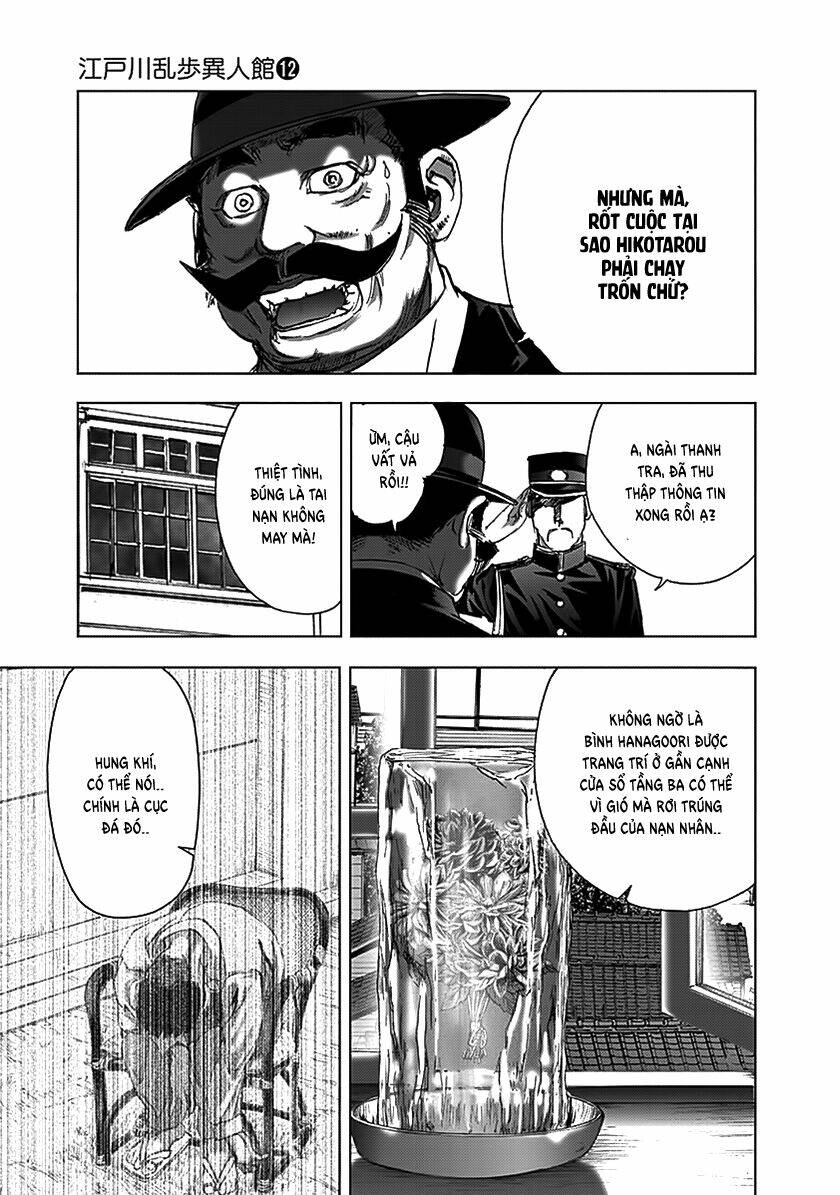 江戸川乱歩異人館⓬
NHƯNG MÀ,
RỐT CUỘC TẠI
SAO HIKOTAROU
PHẢI CHẠY
TRỐN CHỨ?
A, NGÀI THANH
TRA, ĐÃ THU
THẬP THÔNG TIN
XONG RỒI Ạ?
ỪM, CẬU
VẤT VẢ
RỒI!!
THIỆT TÌNH,
ĐÚNG LÀ TAI
NẠN KHÔNG
MAY MÀ!
KHÔNG NGỜ LÀ
BÌNH HANAGOORI ĐƯỢC
TRANG TRÍ Ở GẦN CẠNH
CỬA SỔ TẦNG BA CÓ THỂ
VÌ GIÓ MÀ RƠI TRÚNG
ĐẦU CỦA NẠN NHÂN..
HUNG KHÍ,
CÓ THỂ NÓI..
CHÍNH LÀ CỤC
ĐÁ ĐÓ..